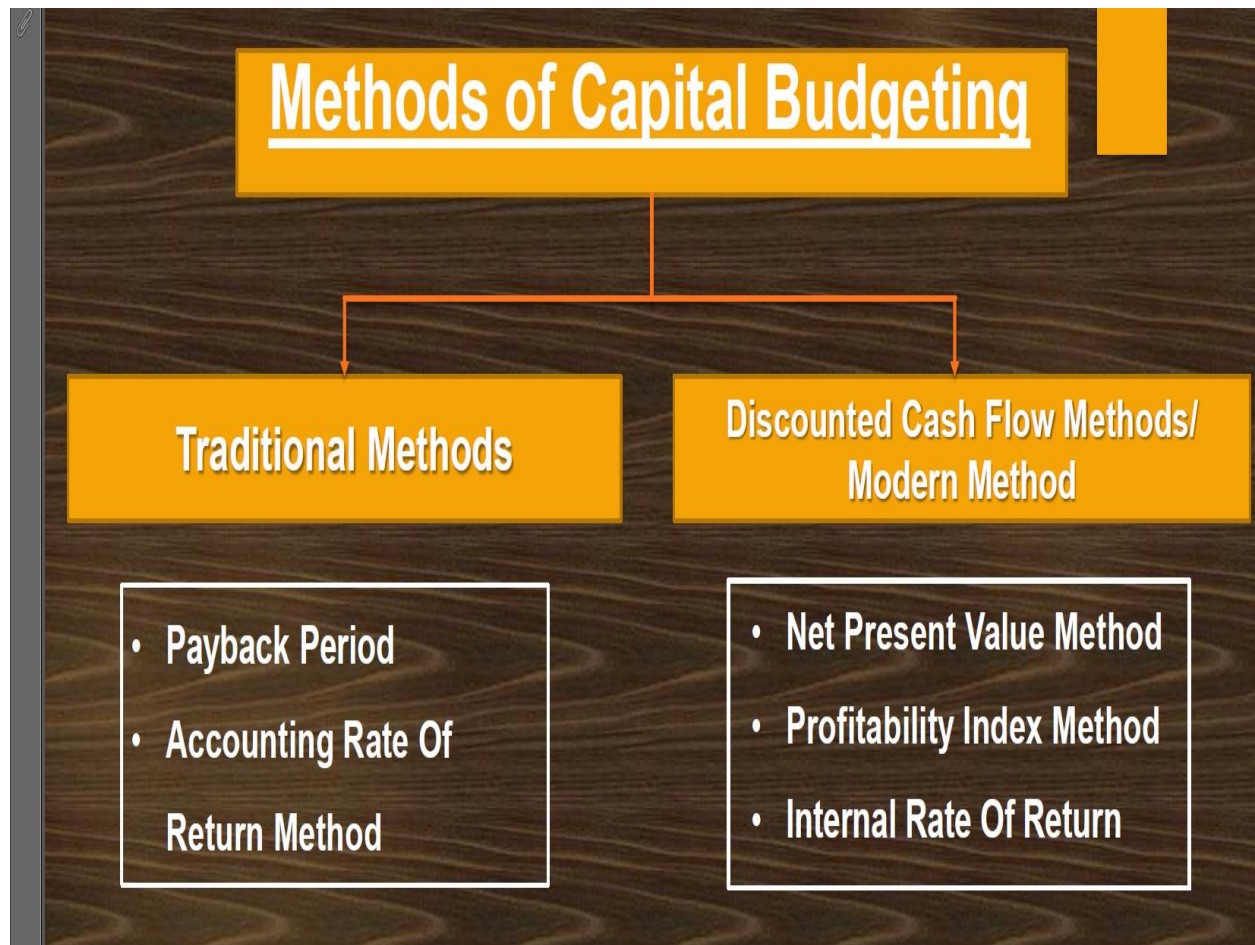 Methods of Capital Budgeting
Traditional Methods
Discounted Cash Flow Methods/
Modern Method
• Payback Period
• Accounting Rate Of
Return Method
• Net Present Value Method
• Profitability Index Method
• Internal Rate Of Return